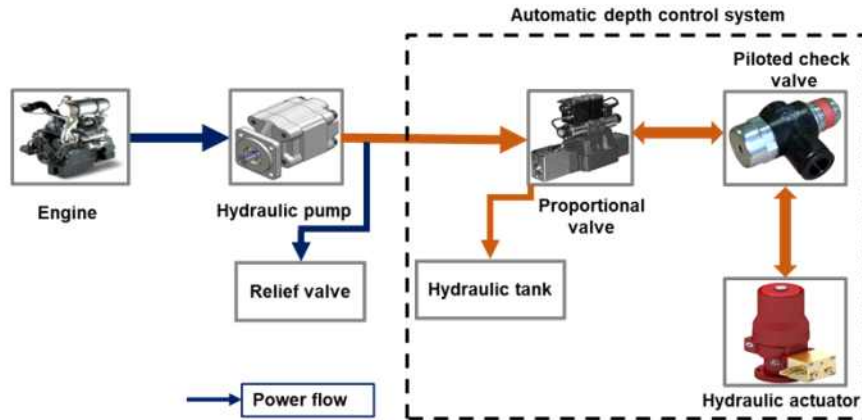 Automatic depth control system
Piloted check
valve
Engine
Hydraulic pump
Proportional
valve
Relief valve
Hydraulic tank
Power flow
Hydraulic actuator